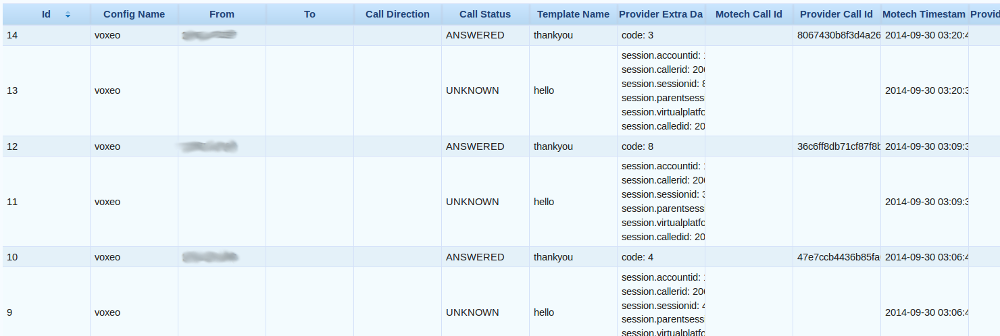 Id Config Name From To Call Direction Call Status Template Name Provider Extra Da Motech Call Id Provider Call Id Motech Timestam Provid
14 voxeo ANSWERED thankyou code: 3 8067430b8f3d4a26 2014-09-30 03:20:4
session.accountid:
session.callerid: 20
session.sessionid: 8
13 voxeo UNKNOWN hello session.parentsessi 2014-09-30 03:20:3
session.virtualplatfo
session.calledid: 20
12 voxeo ANSWERED thankyou code: 8 36c6ff8db71cf87f8b 2014-09-30 03:09:3
session.accountid:
session.callerid: 20
session.sessionid: 3
11 voxeo UNKNOWN hello session.parentsessi 2014-09-30 03:09:3
session.virtualplatfo
session.calledid: 20
10 voxeo ANSWERED thankyou code: 4 47e7ccb4436b85fa 2014-09-30 03:06:4
session.accountid:
session.callerid: 20
session.sessionid: 4
9 voxeo UNKNOWN hello session.parentsessi 2014-09-30 03:06:4
session.virtualplatfo